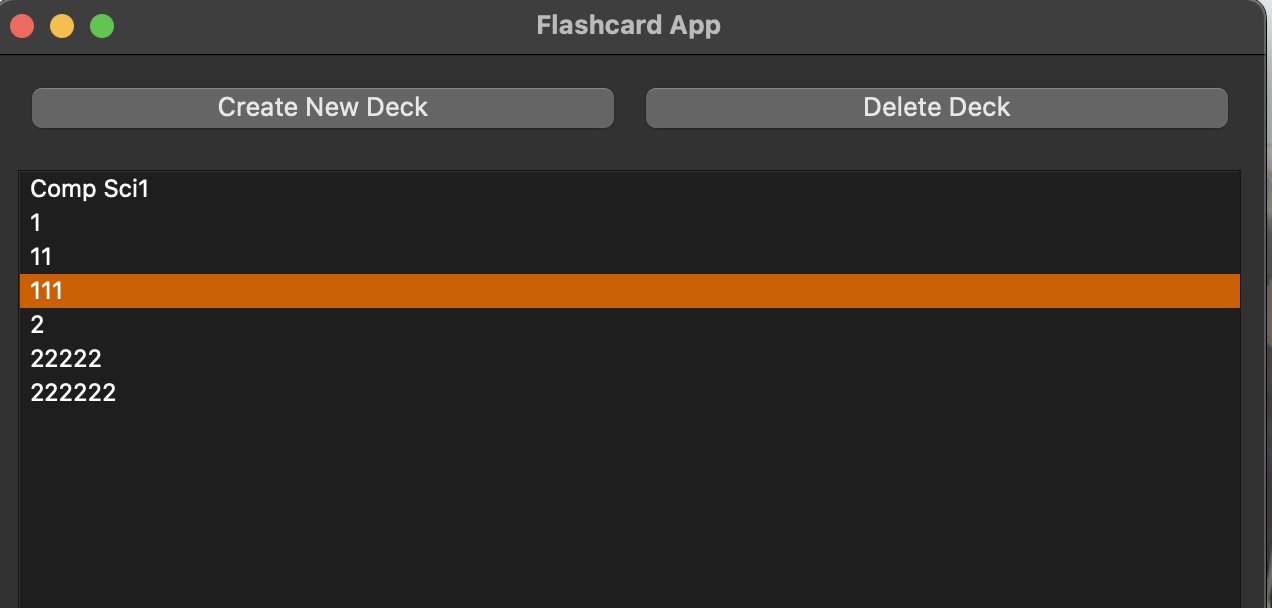 Flashcard App
Create New Deck
Delete Deck
Comp Sci1
1
11
111
2
22222
222222